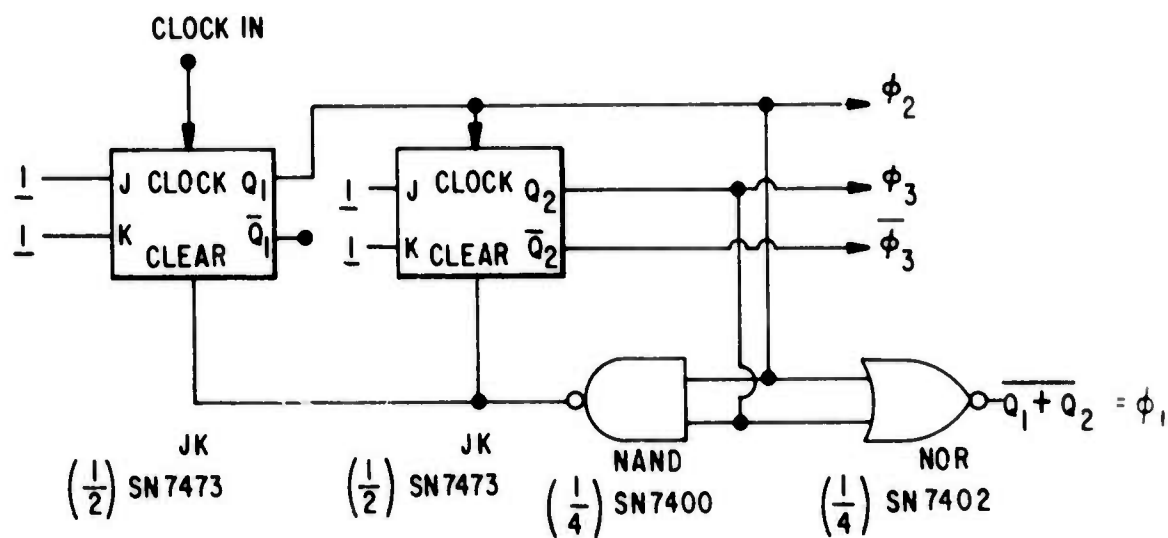 CLOCK IN
ϕ₂
1 J CLOCK Q₁
1 K Q̅₁
CLEAR
1 J CLOCK Q₂
1 K CLEAR Q̅₂
ϕ₃
ϕ̅₃
JK
(1/2) SN7473
JK
(1/2) SN7473
NAND
(1/4) SN7400
NOR
(1/4) SN7402
Q̅₁̅ ̅+̅ ̅Q̅₂ = ϕ₁